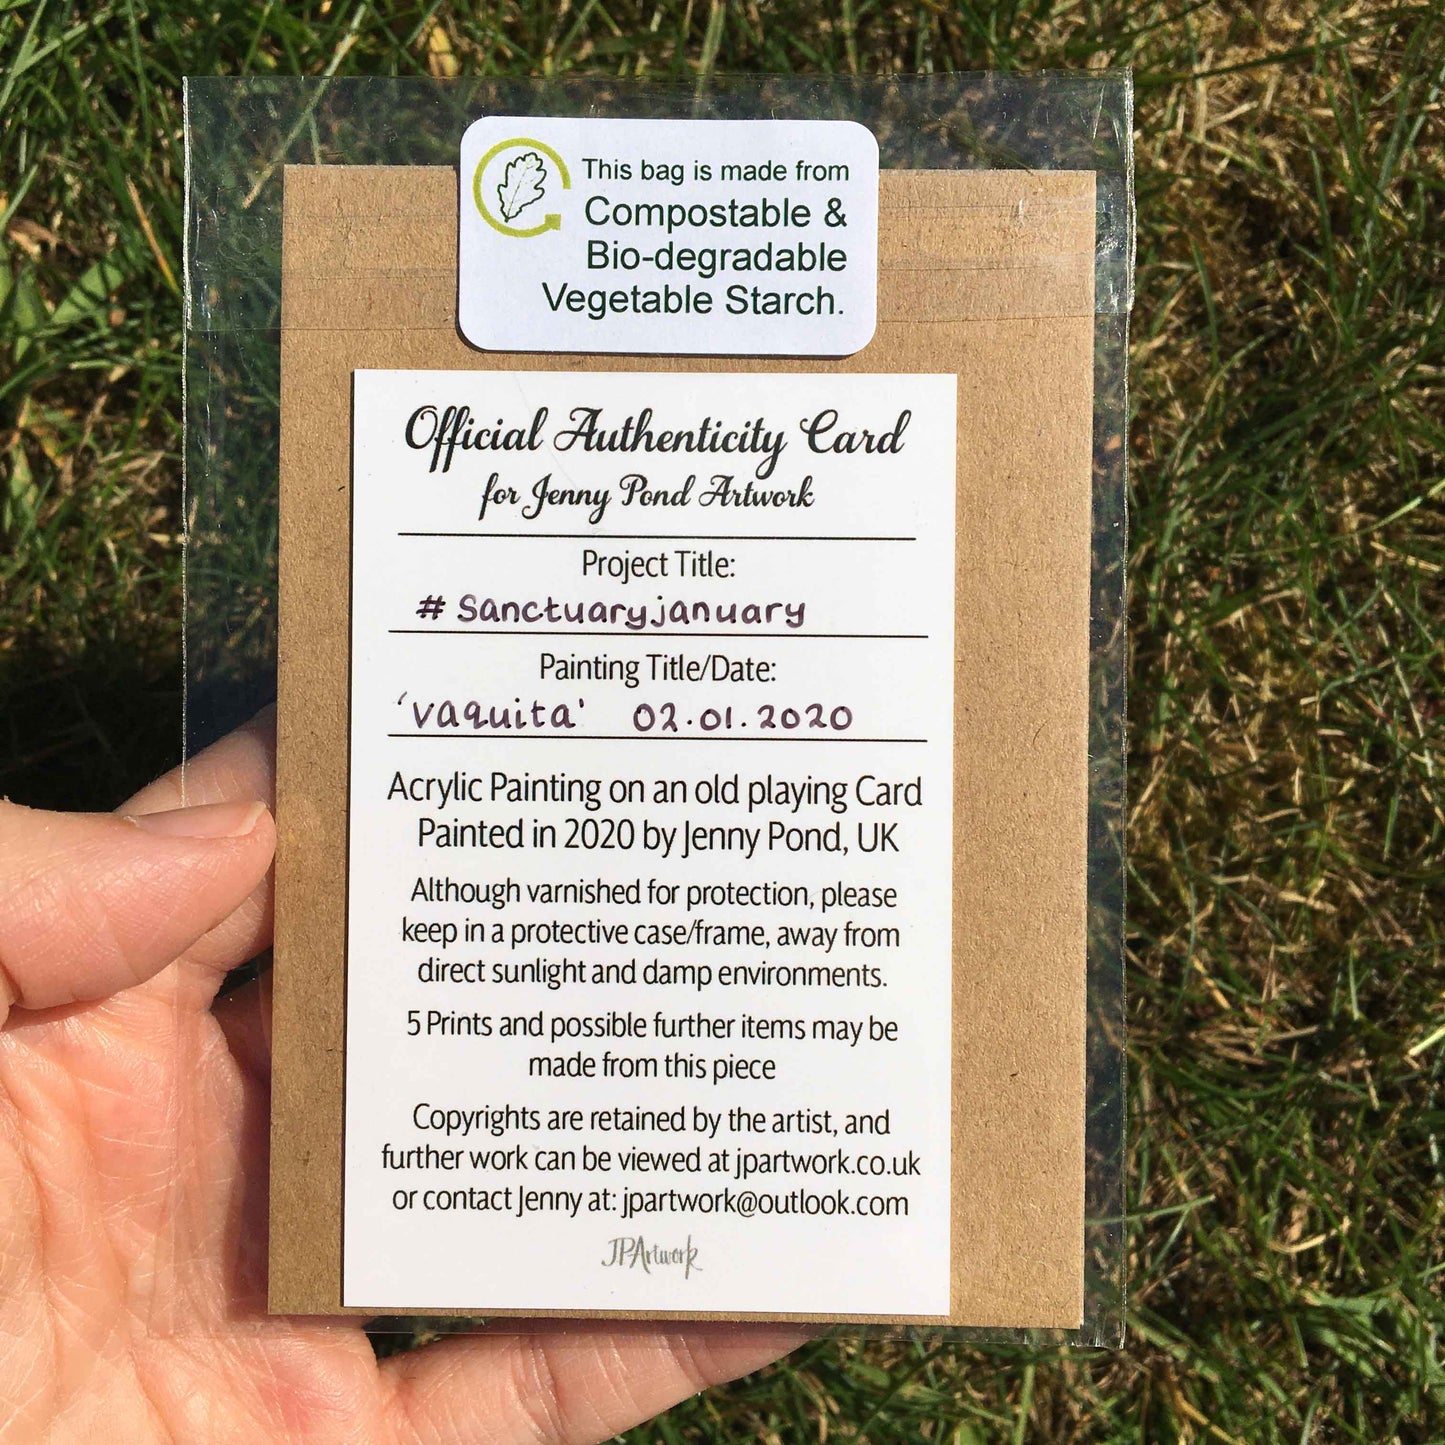 This bag is made from
Compostable &
Bio-degradable
Vegetable Starch.
Official Authenticity Card
for Jenny Pond Artwork
Project Title:
# Sanctuaryjanuary
Painting Title/Date:
'Vaquita' 02.01.2020
Acrylic Painting on an old playing Card
Painted in 2020 by Jenny Pond, UK
Although varnished for protection, please
keep in a protective case/frame, away from
direct sunlight and damp environments.
5 Prints and possible further items may be
made from this piece
Copyrights are retained by the artist, and
further work can be viewed at jpartwork.co.uk
or contact Jenny at: jpartwork@outlook.com
JPArtwork